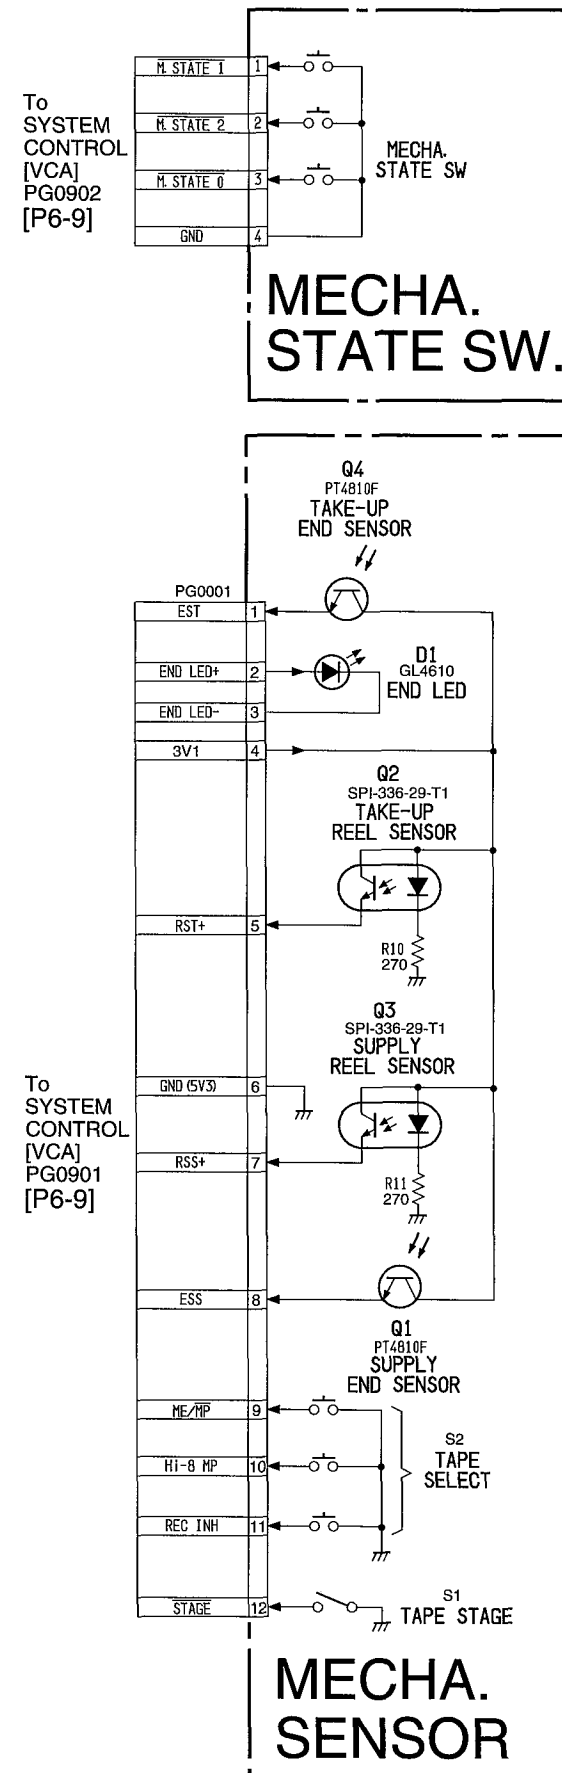 M. STATE 1 1
To
SYSTEM
CONTROL
[VCA]
PG0902
[P6-9]
M. STATE 2 2
M. STATE 0 3
GND 4
MECHA.
STATE SW
MECHA.
STATE SW.
Q4
PT4810F
TAKE-UP
END SENSOR
PG0001
EST 1
END LED+ 2
D1
GL4610
END LED
END LED- 3
3V1 4
Q2
SPI-336-29-T1
TAKE-UP
REEL SENSOR
RST+ 5
R10
270
Q3
SPI-336-29-T1
SUPPLY
REEL SENSOR
To
SYSTEM
CONTROL
[VCA]
PG0901
[P6-9]
GND (5V3) 6
RSS+ 7
R11
270
ESS 8
Q1
PT4810F
SUPPLY
END SENSOR
ME/MP 9
Hi-8 MP 10
REC INH 11
S2
TAPE
SELECT
STAGE 12
S1
TAPE STAGE
MECHA.
SENSOR